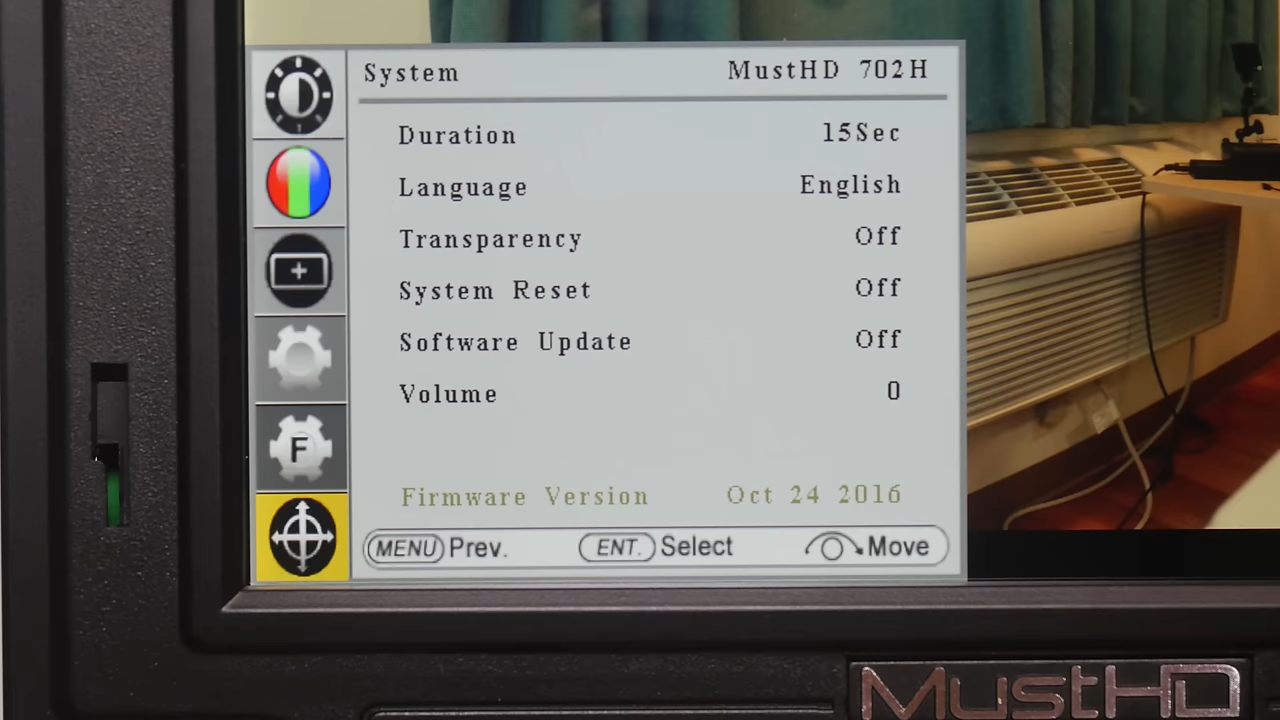 System MustHD 702H
Duration 15Sec
Language English
Transparency Off
System Reset Off
Software Update Off
Volume 0
F
Firmware Version Oct 24 2016
MENU Prev. ENT. Select Move
MustHD